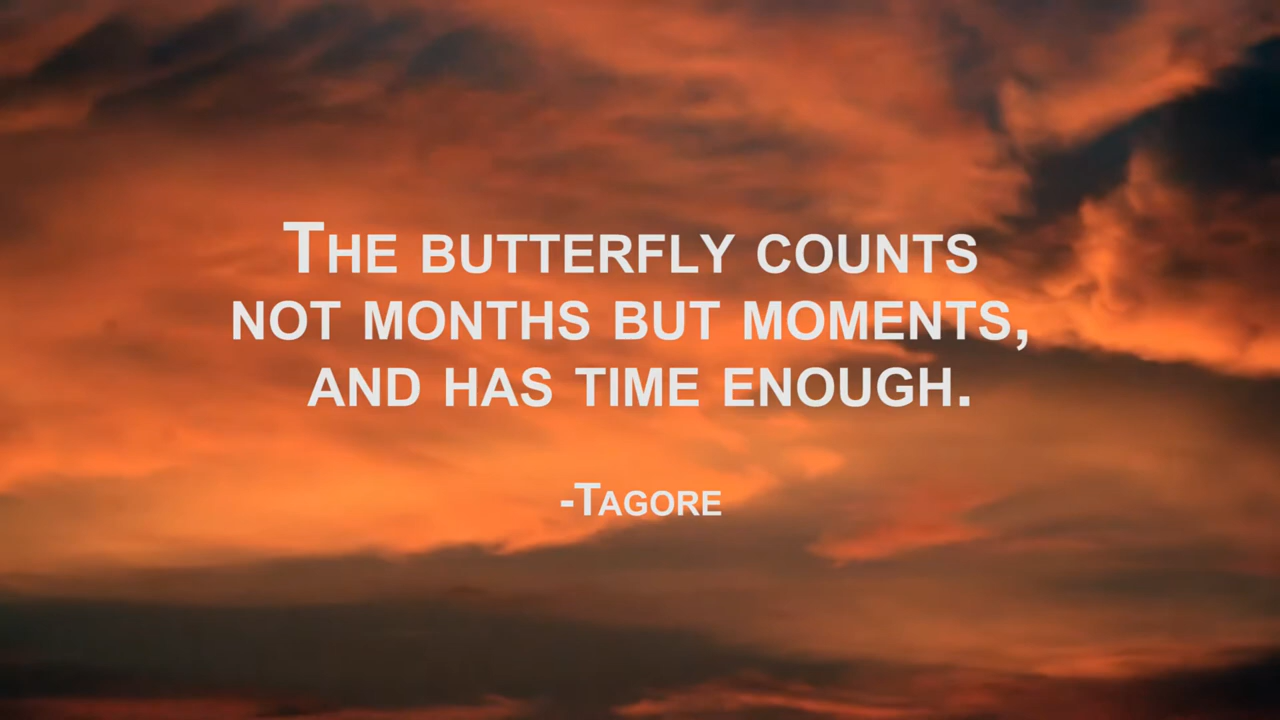 The butterfly counts
not months but moments,
and has time enough.
-Tagore